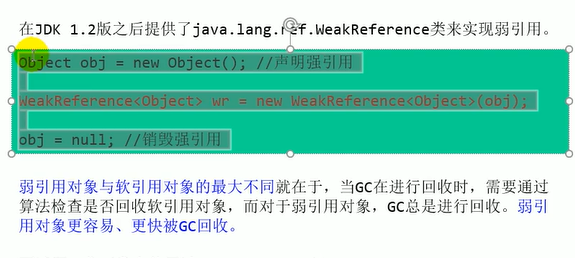 在JDK 1.2版之后提供了java.lang.ref.WeakReference类来实现弱引用。
Object obj = new Object(); //声明强引用
WeakReference<Object> wr = new WeakReference<Object>(obj);
obj = null; //销毁强引用
弱引用对象与软引用对象的最大不同就在于，当GC在进行回收时，需要通过
算法检查是否回收软引用对象，而对于弱引用对象，GC总是进行回收。弱引
用对象更容易、更快被GC回收。